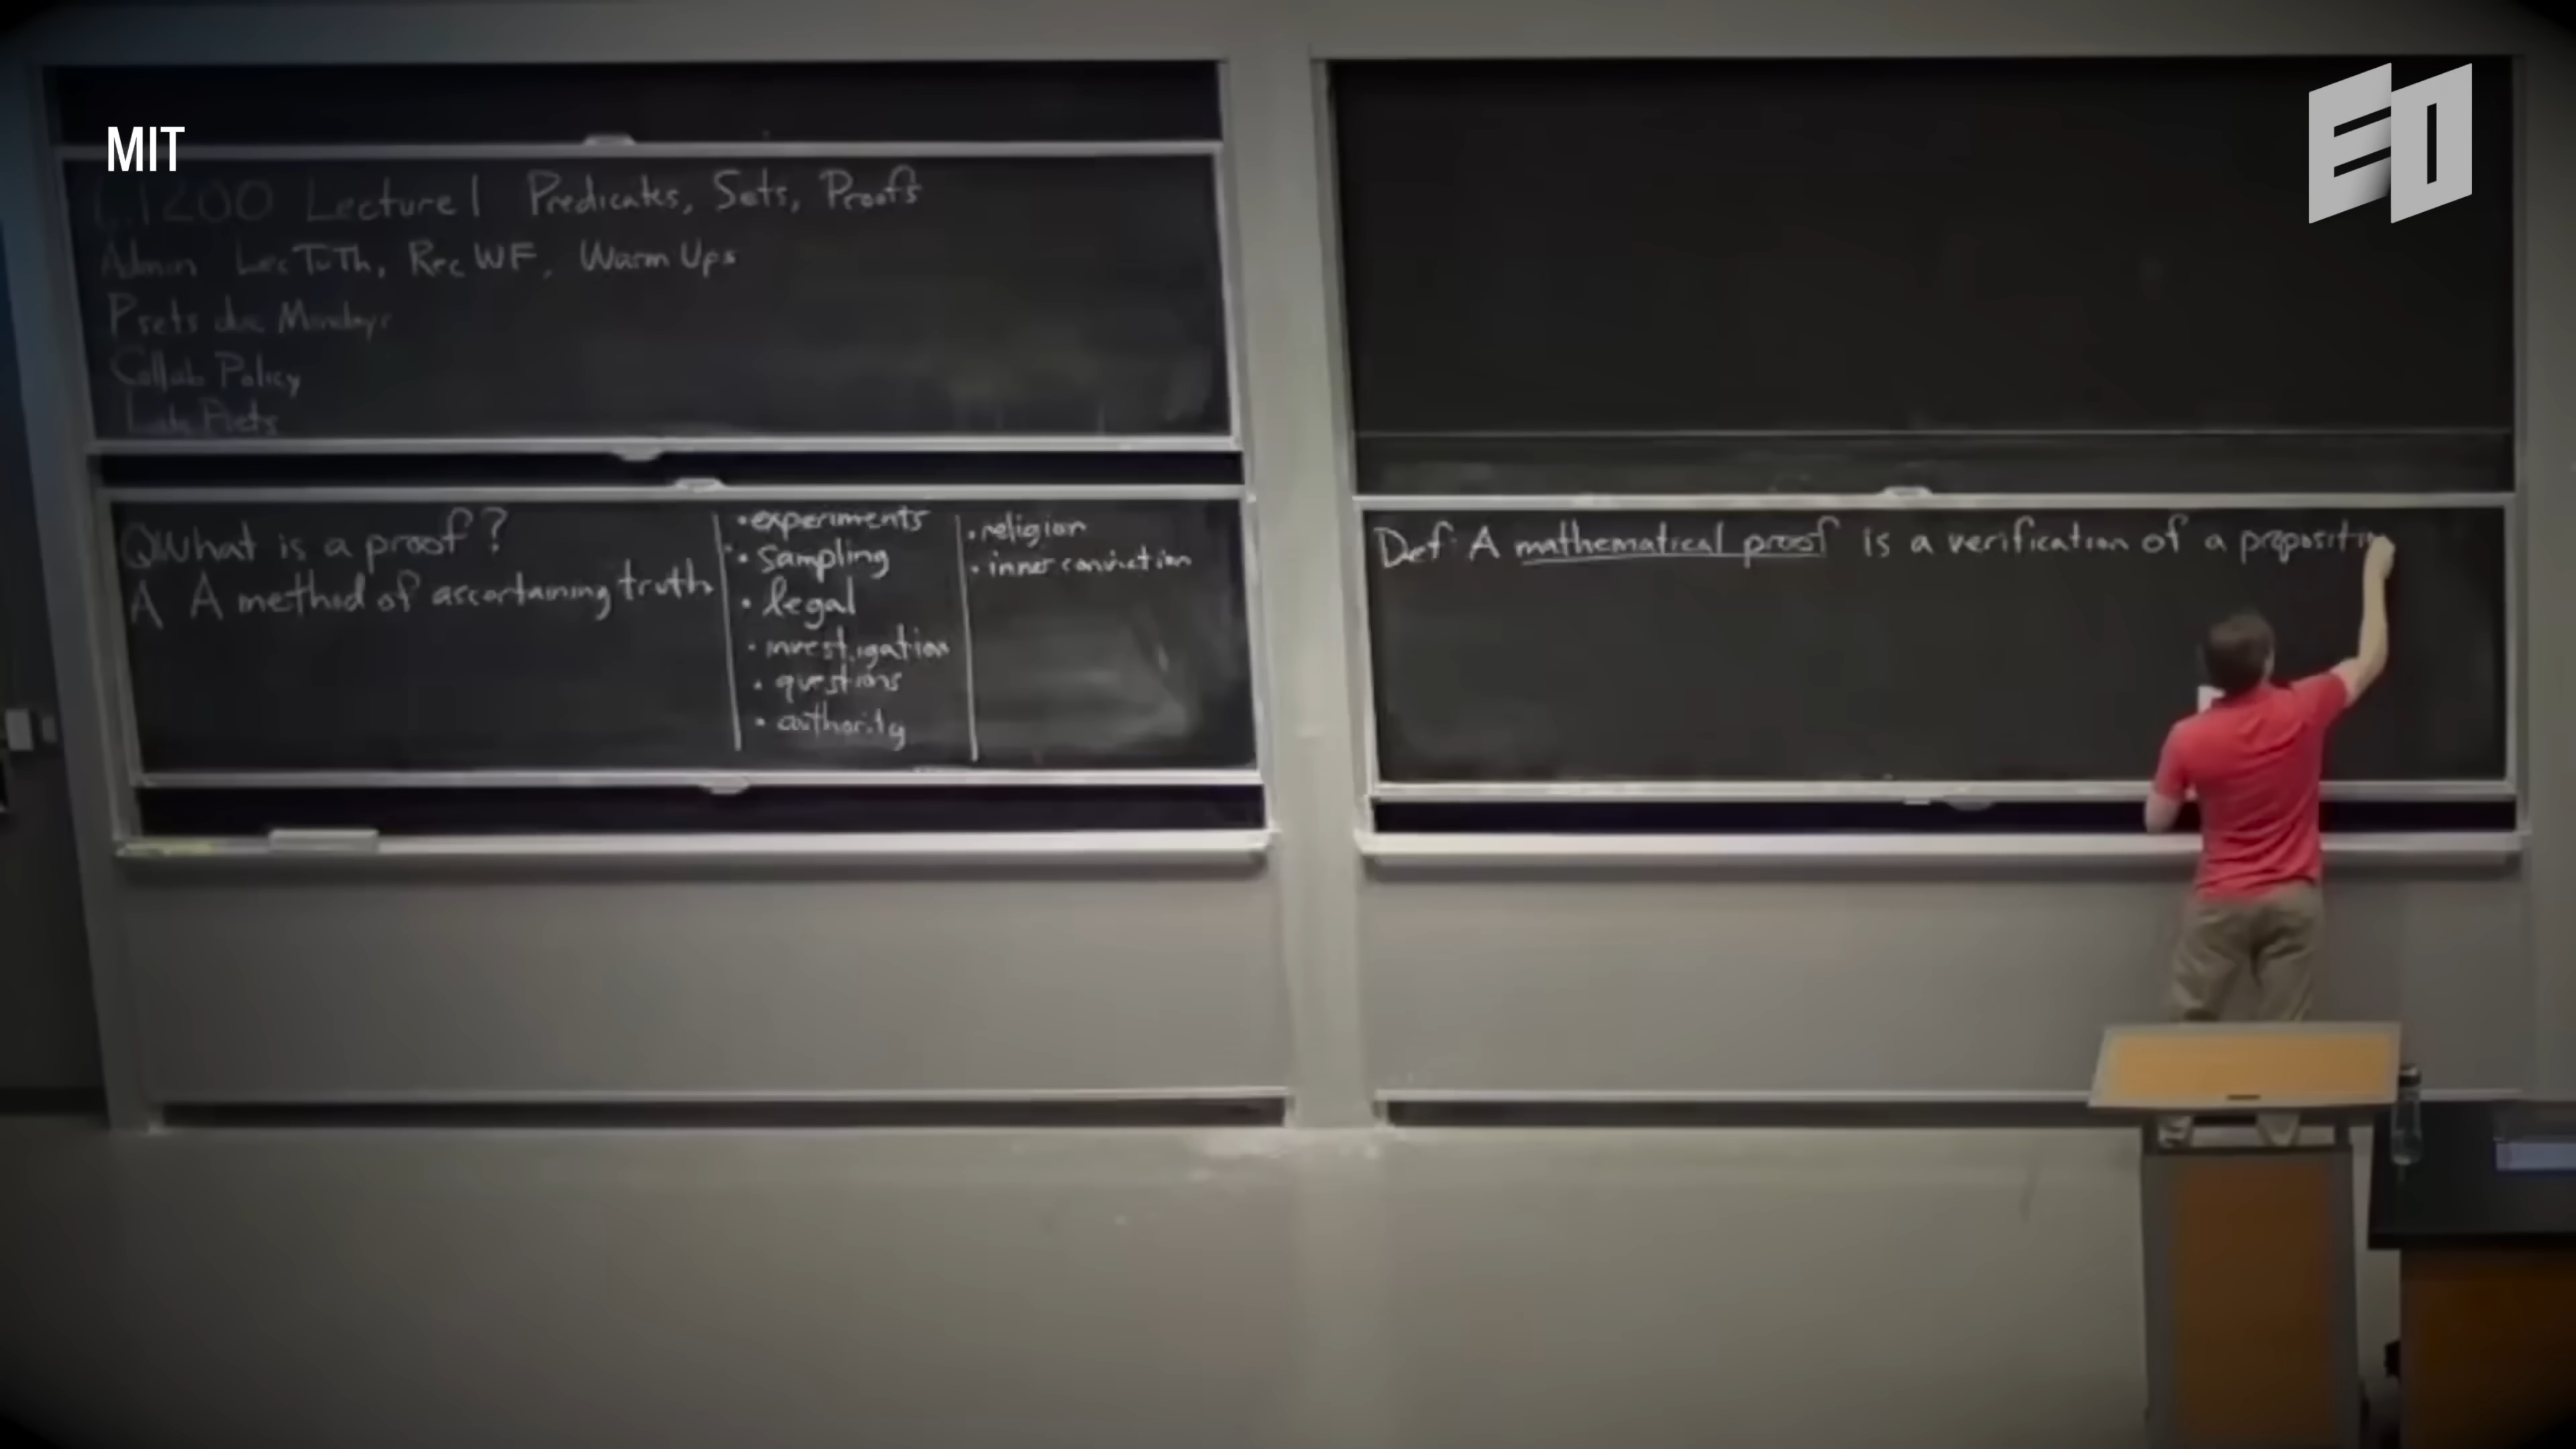 MIT
EO
6.1200 Lecture 1 Predicates, Sets, Proofs
Admin Lec TuTh, Rec WF, Warm Ups
Psets due Mondays
Collab Policy
Late Psets
Q What is a proof?
A A method of ascertaining truth
• experiments
• sampling
• legal
• investigation
• questions
• authority
• religion
• inner conviction
Def: A mathematical proof is a verification of a propositio